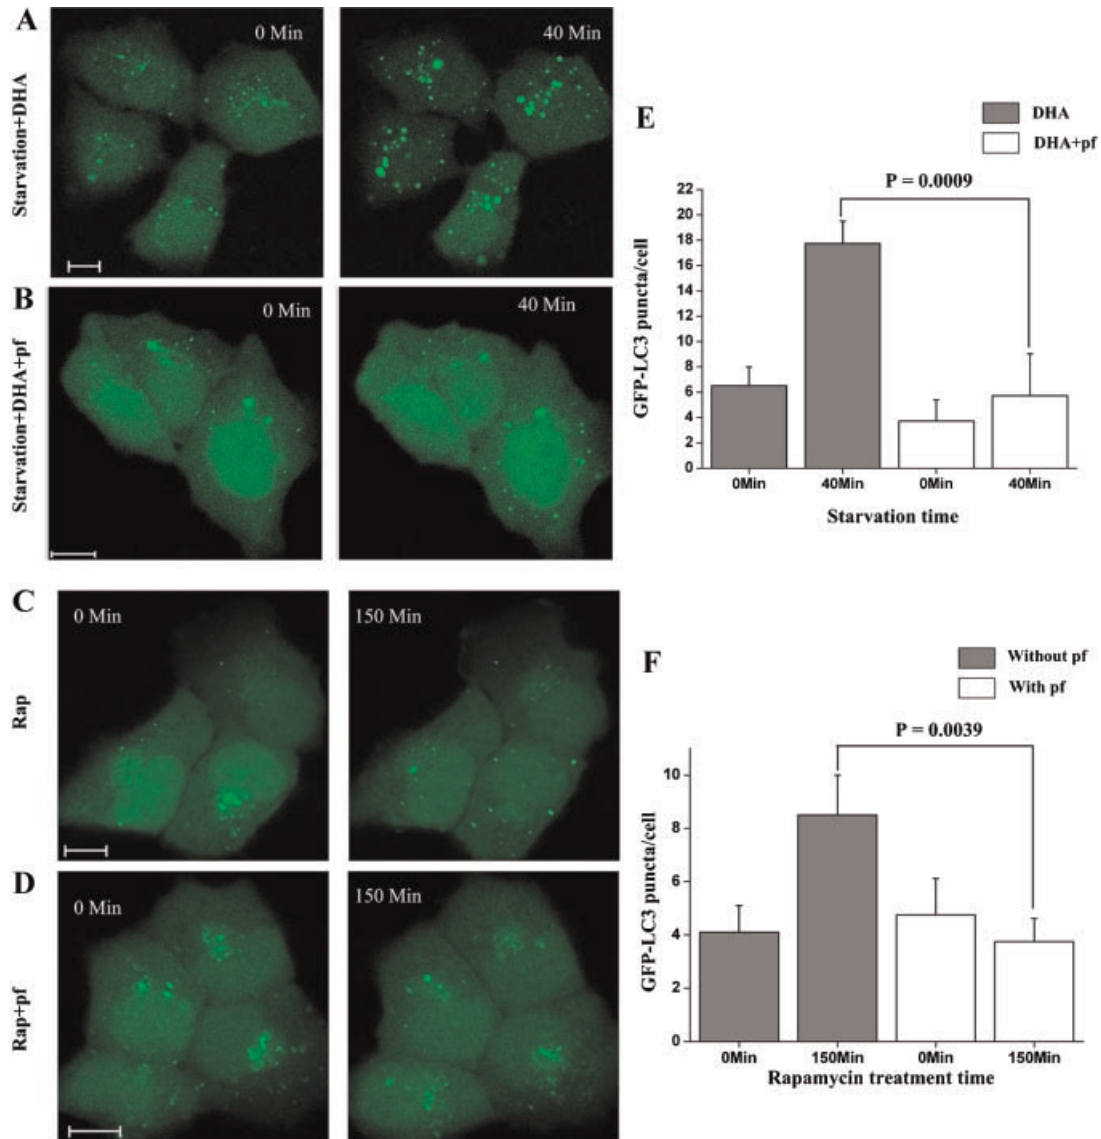 A
Starvation+DHA
0 Min
40 Min
B
Starvation+DHA+pf
0 Min
40 Min
C
Rap
0 Min
150 Min
D
Rap+pf
0 Min
150 Min
E
DHA
DHA+pf
P = 0.0009
22
20
18
16
14
12
10
8
6
4
2
0
GFP-LC3 puncta/cell
0Min
40Min
0Min
40Min
Starvation time
F
Without pf
With pf
P = 0.0039
10
8
6
4
2
0
GFP-LC3 puncta/cell
0Min
150Min
0Min
150Min
Rapamycin treatment time